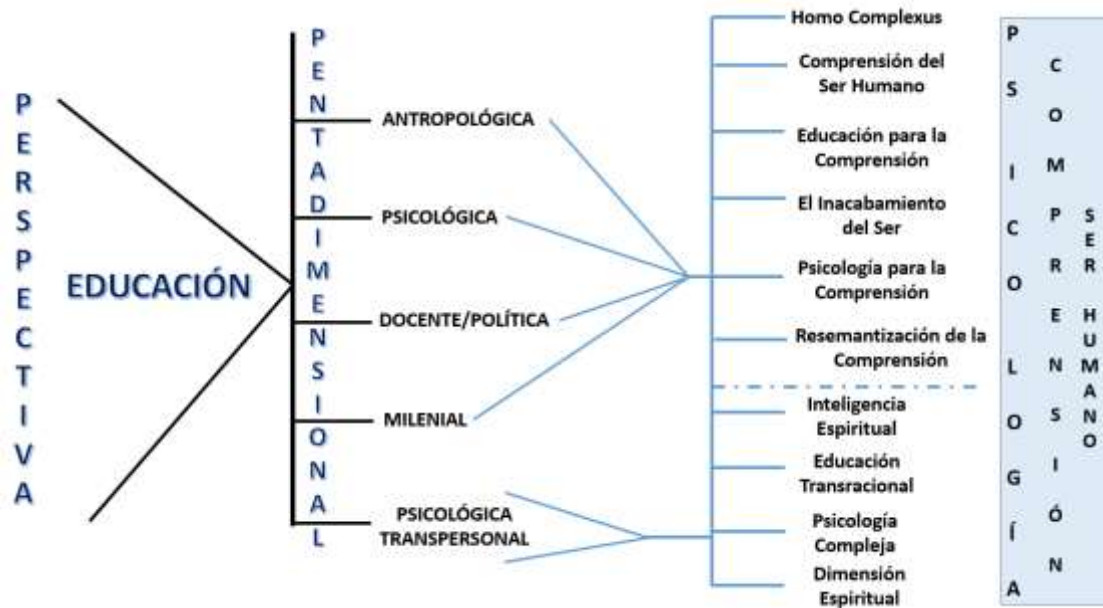 PERSPECTIVA
EDUCACIÓN
PENTADIMENSIONAL
ANTROPOLÓGICA
PSICOLÓGICA
DOCENTE/POLÍTICA
MILENIAL
PSICOLÓGICA
TRANSPERSONAL
Homo Complexus
Comprensión del
Ser Humano
Educación para la
Comprensión
El Inacabamiento
del Ser
Psicología para la
Comprensión
Resemantización de la
Comprensión
Inteligencia
Espiritual
Educación
Transracional
Psicología
Compleja
Dimensión
Espiritual
PSICOLOGÍA
COMPRENSIÓN
SER HUMANO